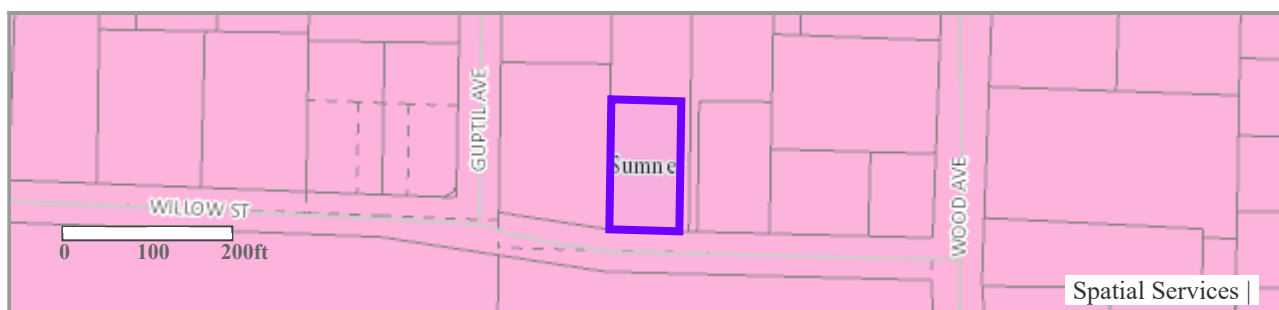 GUPTIL AVE
Sumne
WOOD AVE
WILLOW ST
0 100 200ft
Spatial Services |